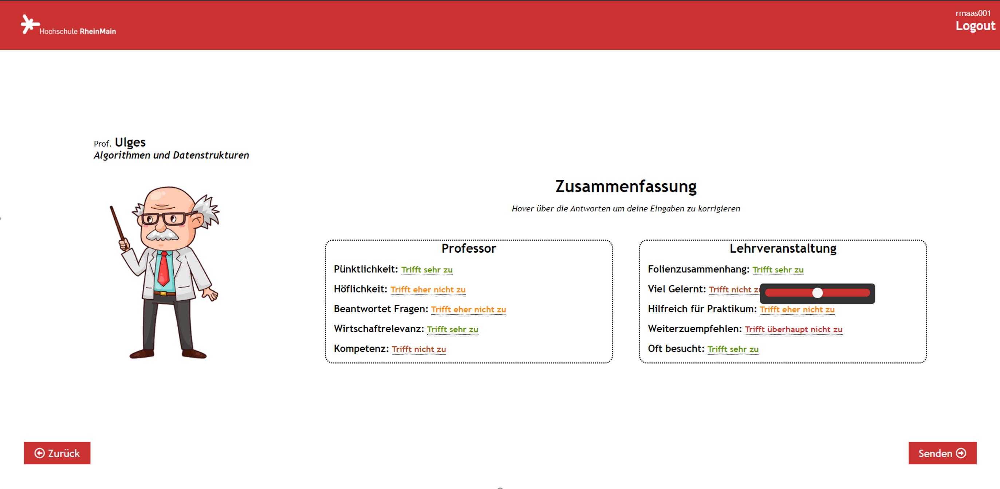 Hochschule RheinMain
rmaas001
Logout
Prof. Ulges
Algorithmen und Datenstrukturen
Zusammenfassung
Hover über die Antworten um deine Eingaben zu korrigieren
Professor
Pünktlichkeit: Trifft sehr zu
Höflichkeit: Trifft eher nicht zu
Beantwortet Fragen: Trifft eher nicht zu
Wirtschaftrelevanz: Trifft sehr zu
Kompetenz: Trifft nicht zu
Lehrveranstaltung
Folienzusammenhang: Trifft sehr zu
Viel Gelernt: Trifft nicht zu
Hilfreich für Praktikum: Trifft eher nicht zu
Weiterzuempfehlen: Trifft überhaupt nicht zu
Oft besucht: Trifft sehr zu
Zurück
Senden